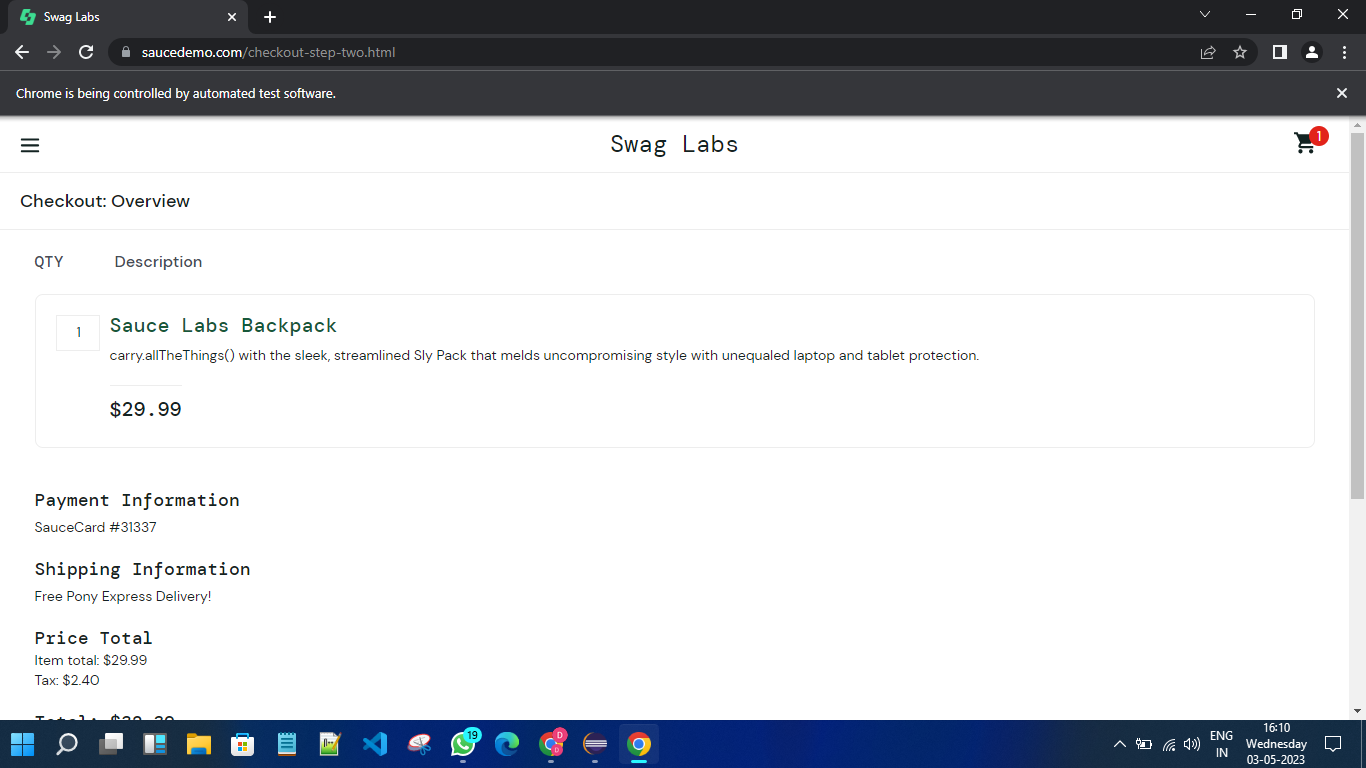 Swag Labs
saucedemo.com/checkout-step-two.html
Chrome is being controlled by automated test software.
Swag Labs
1
Checkout: Overview
QTY Description
1
Sauce Labs Backpack
carry.allTheThings() with the sleek, streamlined Sly Pack that melds uncompromising style with unequaled laptop and tablet protection.
$29.99
Payment Information
SauceCard #31337
Shipping Information
Free Pony Express Delivery!
Price Total
Item total: $29.99
Tax: $2.40
Total: $32.39
19
D
D
ENG
IN
16:10
Wednesday
03-05-2023